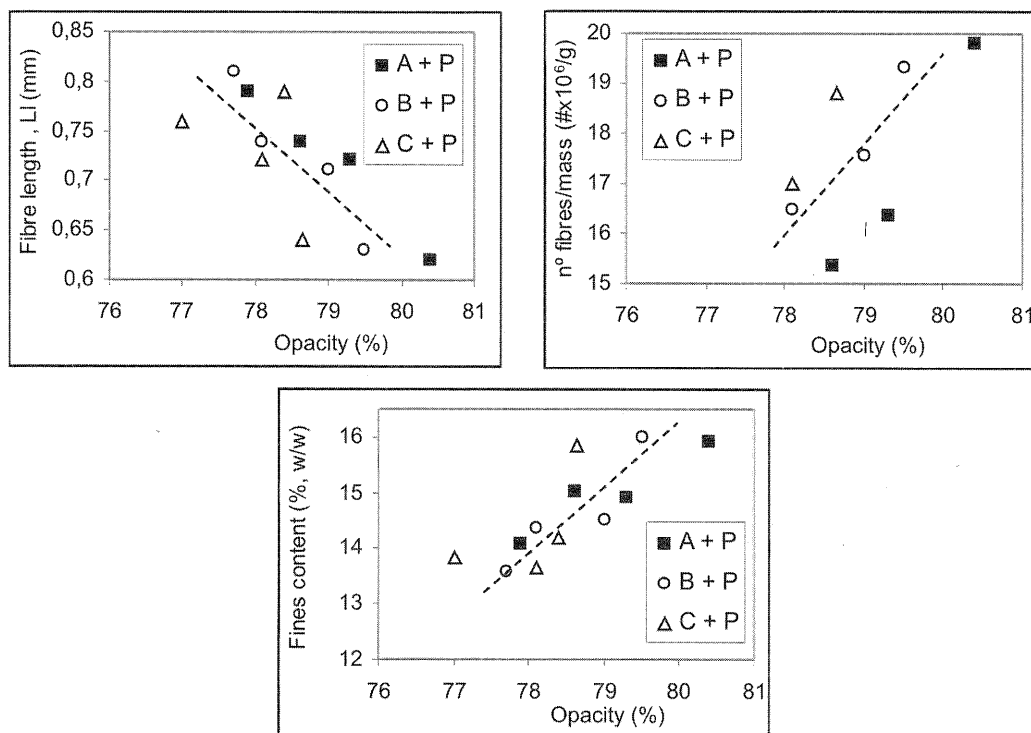 0,85
0,8
0,75
0,7
0,65
0,6
76 77 78 79 80 81
Opacity (%)
Fibre length , LI (mm)
A + P
B + P
C + P
20
19
18
17
16
15
76 77 78 79 80 81
Opacity (%)
nº fibres/mass (#x10⁶/g)
A + P
B + P
C + P
16
15
14
13
12
76 77 78 79 80 81
Opacity (%)
Fines content (%, w/w)
A + P
B + P
C + P